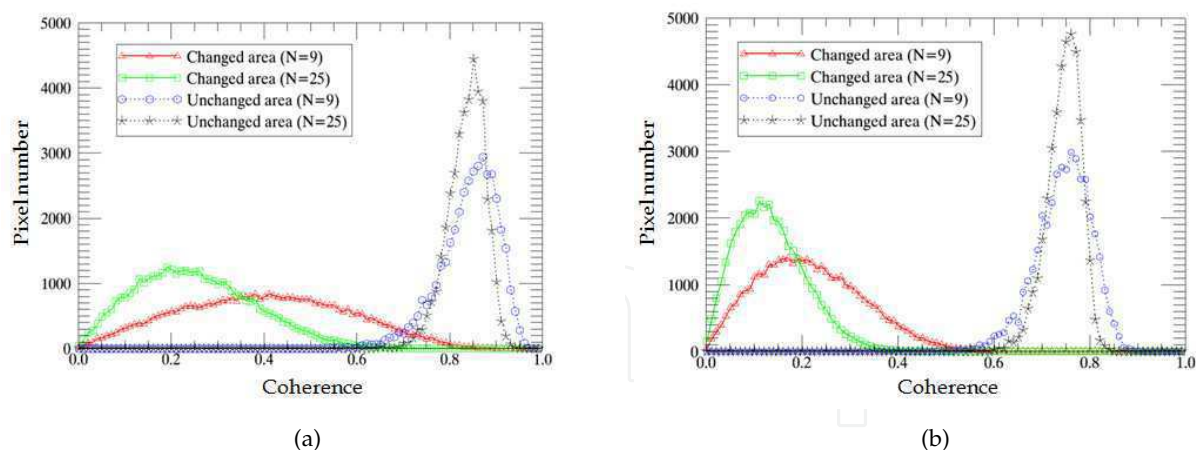 5000
4000
3000
2000
1000
0
Pixel number
Changed area (N=9)
Changed area (N=25)
Unchanged area (N=9)
Unchanged area (N=25)
0.0 0.2 0.4 0.6 0.8 1.0
Coherence
(a)
5000
4000
3000
2000
1000
0
Pixel number
Changed area (N=9)
Changed area (N=25)
Unchanged area (N=9)
Unchanged area (N=25)
0.0 0.2 0.4 0.6 0.8 1.0
Coherence
(b)